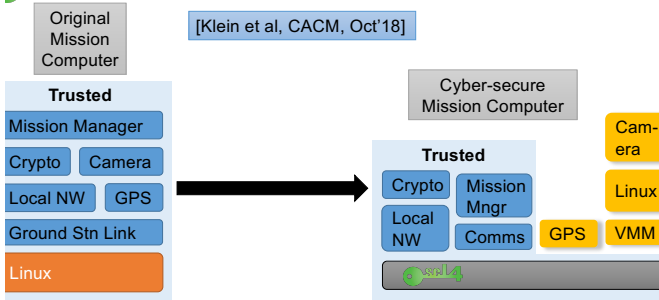 Original
Mission
Computer
[Klein et al, CACM, Oct'18]
Trusted
Mission Manager
Crypto
Camera
Local NW
GPS
Ground Stn Link
Linux
Cyber-secure
Mission Computer
Trusted
Crypto
Mission
Mngr
Local
NW
Comms
GPS
Cam-
era
Linux
VMM
seL4